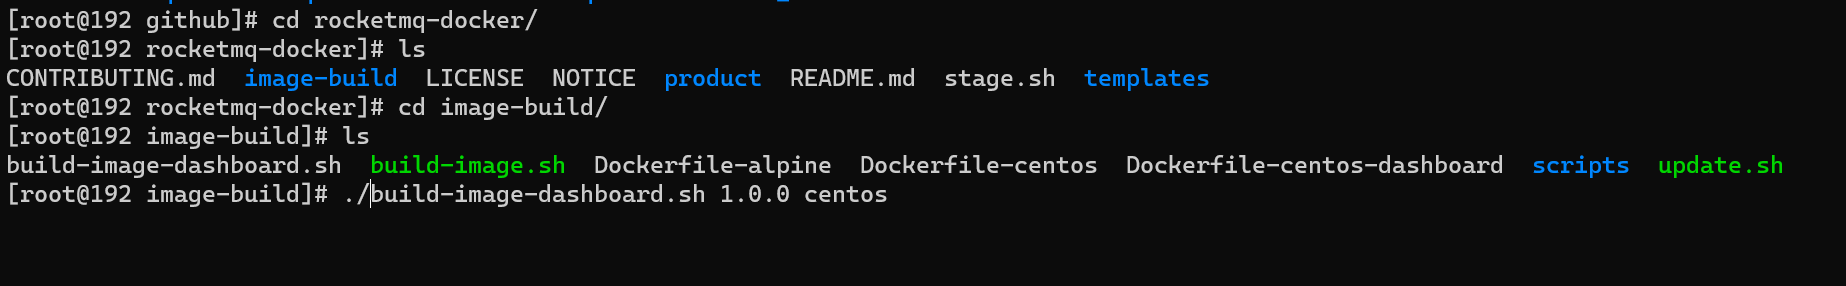 [root@192 github]# cd rocketmq-docker/
[root@192 rocketmq-docker]# ls
CONTRIBUTING.md  image-build  LICENSE  NOTICE  product  README.md  stage.sh  templates
[root@192 rocketmq-docker]# cd image-build/
[root@192 image-build]# ls
build-image-dashboard.sh  build-image.sh  Dockerfile-alpine  Dockerfile-centos  Dockerfile-centos-dashboard  scripts  update.sh
[root@192 image-build]# ./build-image-dashboard.sh 1.0.0 centos